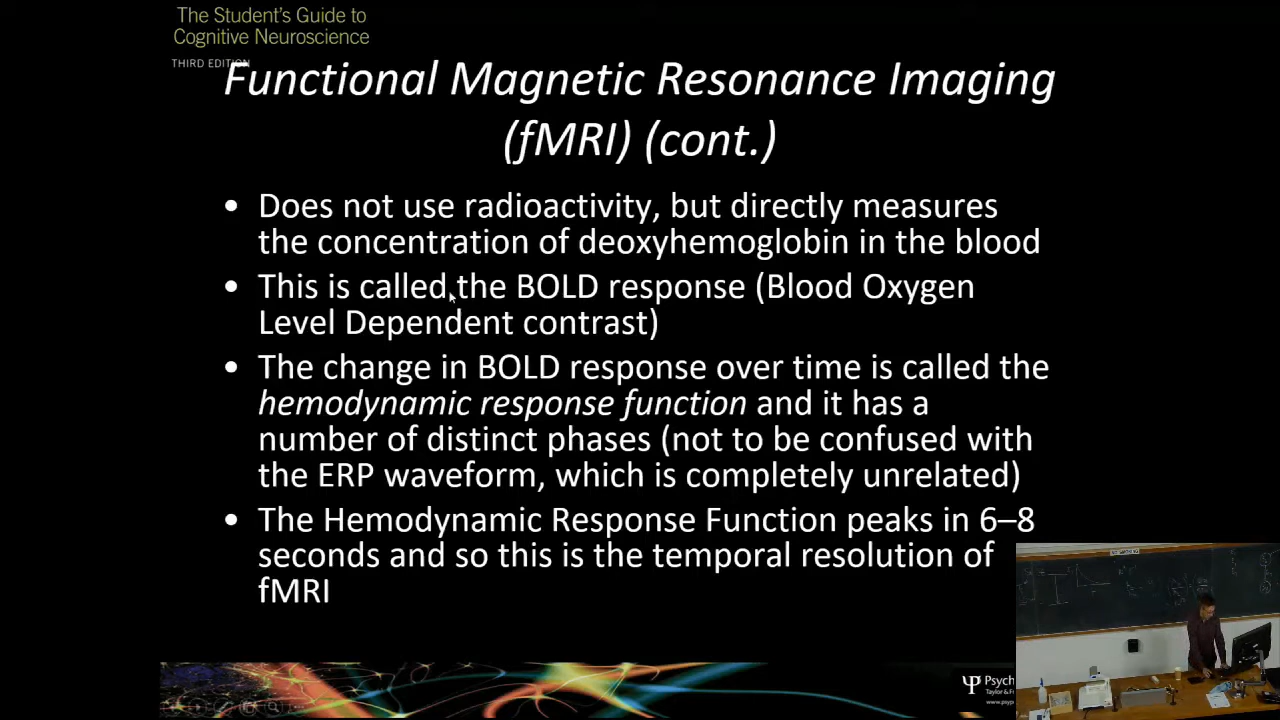 The Student's Guide to
Cognitive Neuroscience
THIRD EDITION
Functional Magnetic Resonance Imaging
(fMRI) (cont.)
• Does not use radioactivity, but directly measures
the concentration of deoxyhemoglobin in the blood
• This is called the BOLD response (Blood Oxygen
Level Dependent contrast)
• The change in BOLD response over time is called the
hemodynamic response function and it has a
number of distinct phases (not to be confused with
the ERP waveform, which is completely unrelated)
• The Hemodynamic Response Function peaks in 6–8
seconds and so this is the temporal resolution of
fMRI
Psych
Taylor & Fr
www.psyp